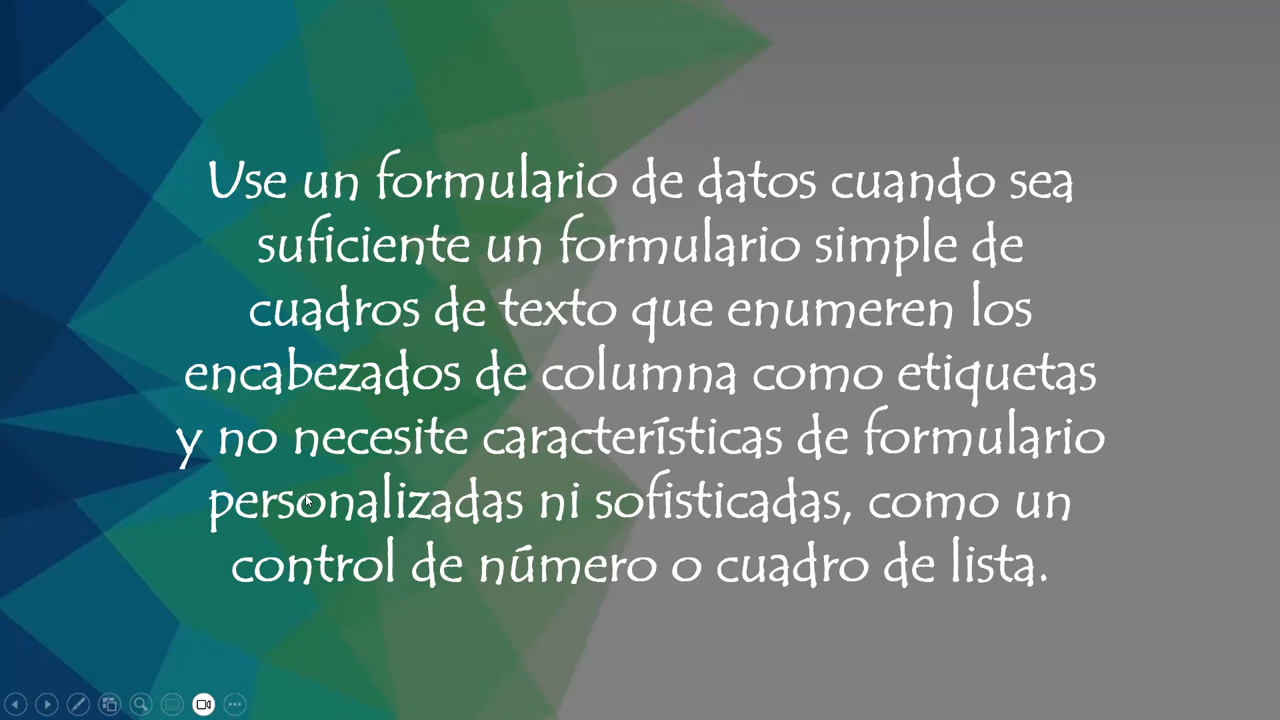 Use un formulario de datos cuando sea
suficiente un formulario simple de
cuadros de texto que enumeren los
encabezados de columna como etiquetas
y no necesite características de formulario
personalizadas ni sofisticadas, como un
control de número o cuadro de lista.